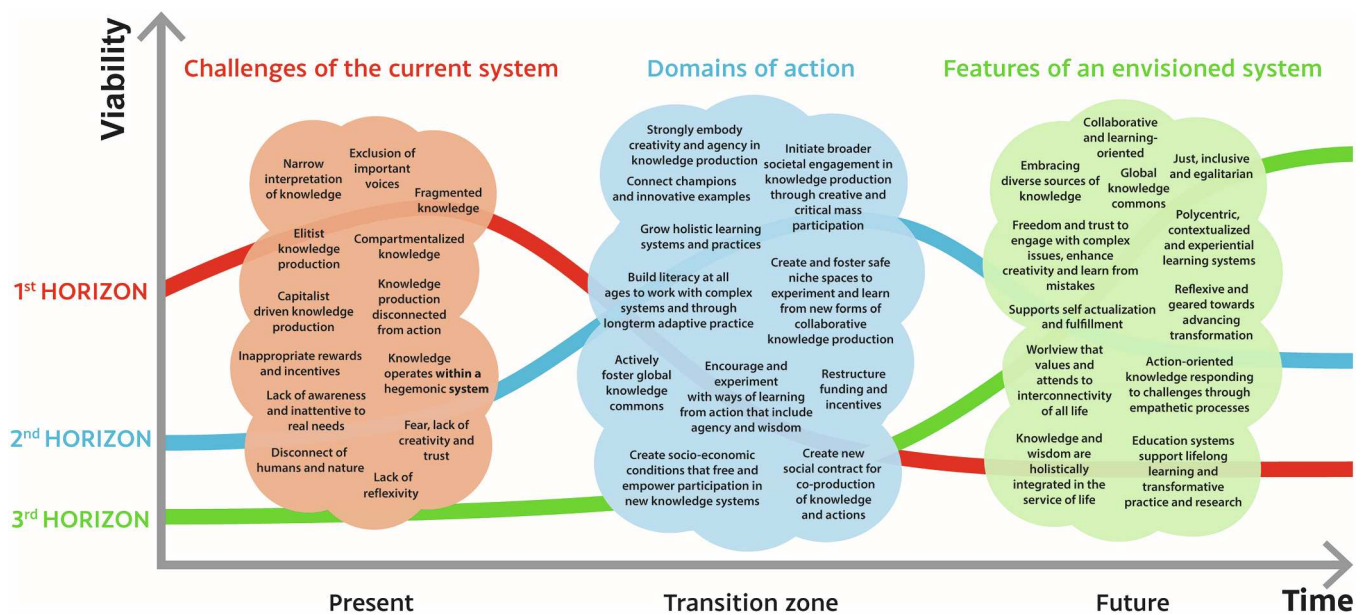 Viability
Challenges of the current system
Domains of action
Features of an envisioned system
1st HORIZON
2nd HORIZON
3rd HORIZON
Narrow
interpretation
of knowledge
Exclusion of
important
voices
Fragmented
knowledge
Elitist
knowledge
production
Compartmentalized
knowledge
Capitalist
driven knowledge
production
Knowledge
production
disconnected
from action
Inappropriate rewards
and incentives
Knowledge
operates within a
hegemonic system
Lack of awareness
and inattentive to
real needs
Fear, lack of
creativity and
trust
Disconnect of
humans and nature
Lack of
reflexivity
Strongly embody
creativity and agency in
knowledge production
Initiate broader
societal engagement in
knowledge production
through creative and
critical mass
participation
Connect champions
and innovative examples
Grow holistic learning
systems and practices
Build literacy at all
ages to work with complex
systems and through
longterm adaptive practice
Create and foster safe
niche spaces to
experiment and learn
from new forms of
collaborative
knowledge production
Actively
foster global
knowledge
commons
Encourage and
experiment
with ways of learning
from action that include
agency and wisdom
Restructure
funding and
incentives
Create socio-economic
conditions that free and
empower participation in
new knowledge systems
Create new
social contract for
co-production
of knowledge
and actions
Collaborative
and learning-
oriented
Embracing
diverse sources of
knowledge
Global
knowledge
commons
Just, inclusive
and egalitarian
Freedom and trust to
engage with complex
issues, enhance
creativity and learn from
mistakes
Polycentric,
contextualized
and experiential
learning systems
Supports self actualization
and fulfillment
Reflexive and
geared towards
advancing
transformation
Worlview that
values and
attends to
interconnectivity
of all life
Action-oriented
knowledge responding
to challenges through
empathetic processes
Knowledge and
wisdom are
holistically
integrated in the
service of life
Education systems
support lifelong
learning and
transformative
practice and research
Present
Transition zone
Future
Time